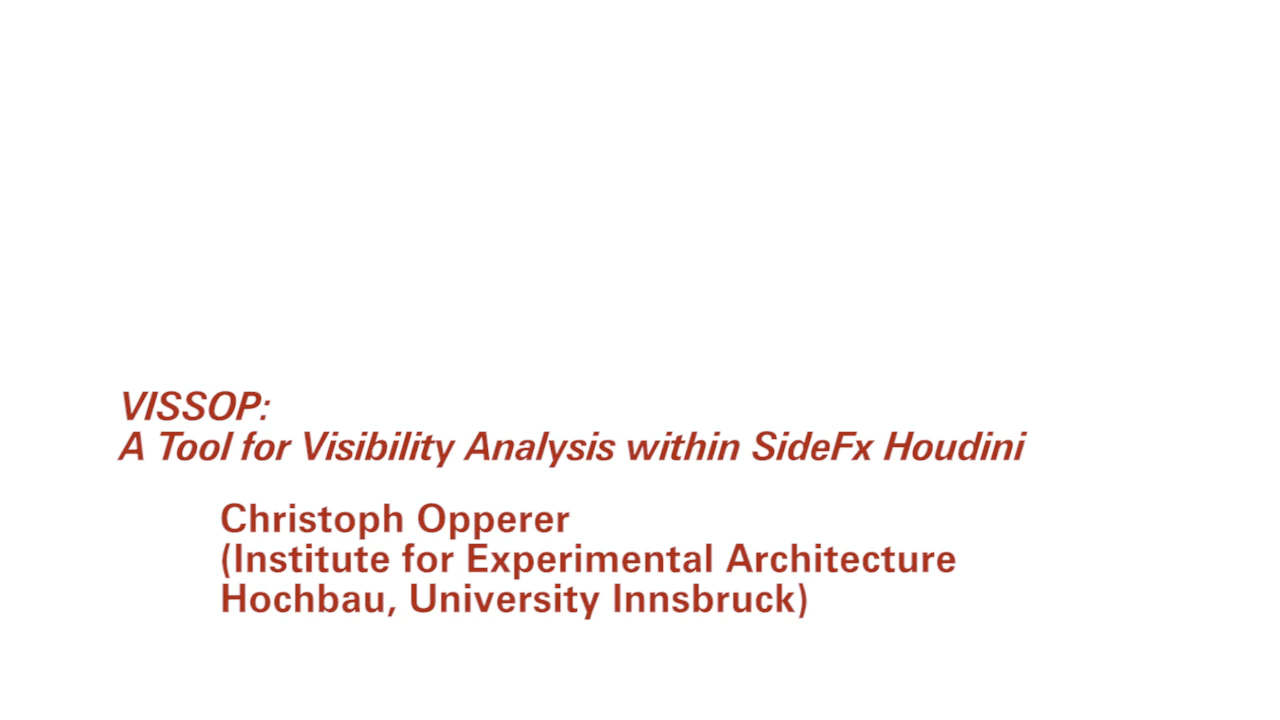 VISSOP:
A Tool for Visibility Analysis within SideFx Houdini
Christoph Opperer
(Institute for Experimental Architecture
Hochbau, University Innsbruck)